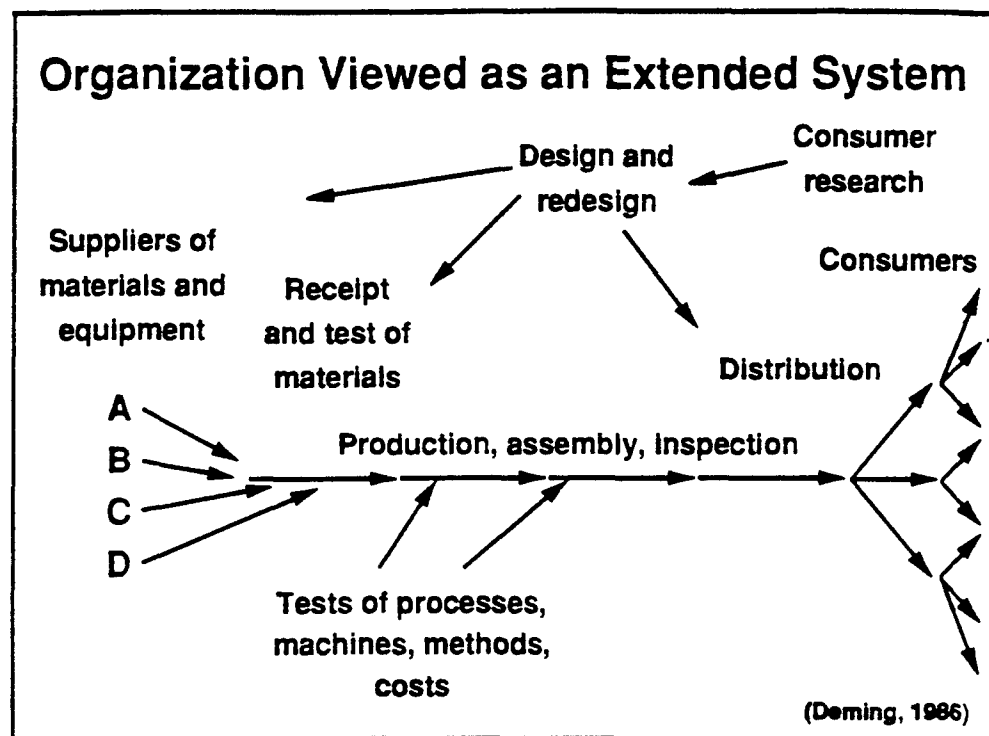 Organization Viewed as an Extended System
Consumer
research
Design and
redesign
Suppliers of
materials and
equipment
Receipt
and test of
materials
Consumers
Distribution
A
B
C
D
Production, assembly, inspection
Tests of processes,
machines, methods,
costs
(Deming, 1986)